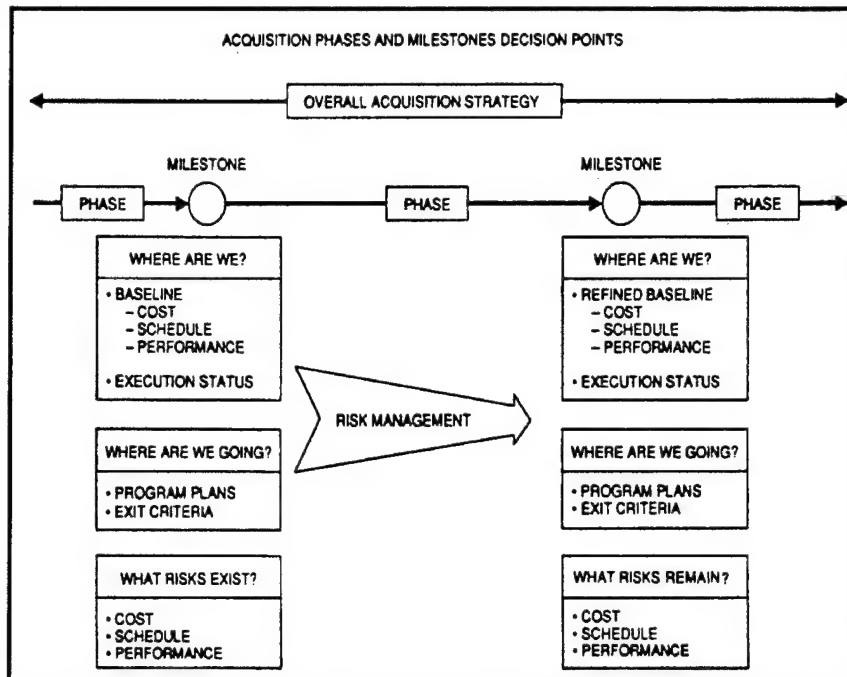 ACQUISITION PHASES AND MILESTONES DECISION POINTS
OVERALL ACQUISITION STRATEGY
MILESTONE
MILESTONE
PHASE
PHASE
PHASE
WHERE ARE WE?
• BASELINE
– COST
– SCHEDULE
– PERFORMANCE
• EXECUTION STATUS
WHERE ARE WE GOING?
• PROGRAM PLANS
• EXIT CRITERIA
WHAT RISKS EXIST?
• COST
• SCHEDULE
• PERFORMANCE
RISK MANAGEMENT
WHERE ARE WE?
• REFINED BASELINE
– COST
– SCHEDULE
– PERFORMANCE
• EXECUTION STATUS
WHERE ARE WE GOING?
• PROGRAM PLANS
• EXIT CRITERIA
WHAT RISKS REMAIN?
• COST
• SCHEDULE
• PERFORMANCE